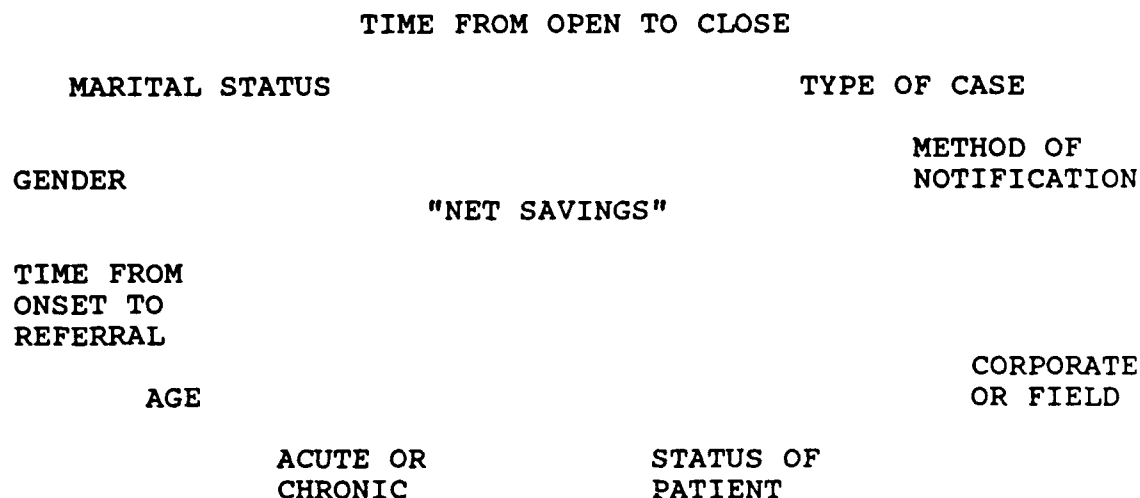 TIME FROM OPEN TO CLOSE
MARITAL STATUS
TYPE OF CASE
METHOD OF
NOTIFICATION
GENDER
"NET SAVINGS"
TIME FROM
ONSET TO
REFERRAL
CORPORATE
OR FIELD
AGE
ACUTE OR
CHRONIC
STATUS OF
PATIENT